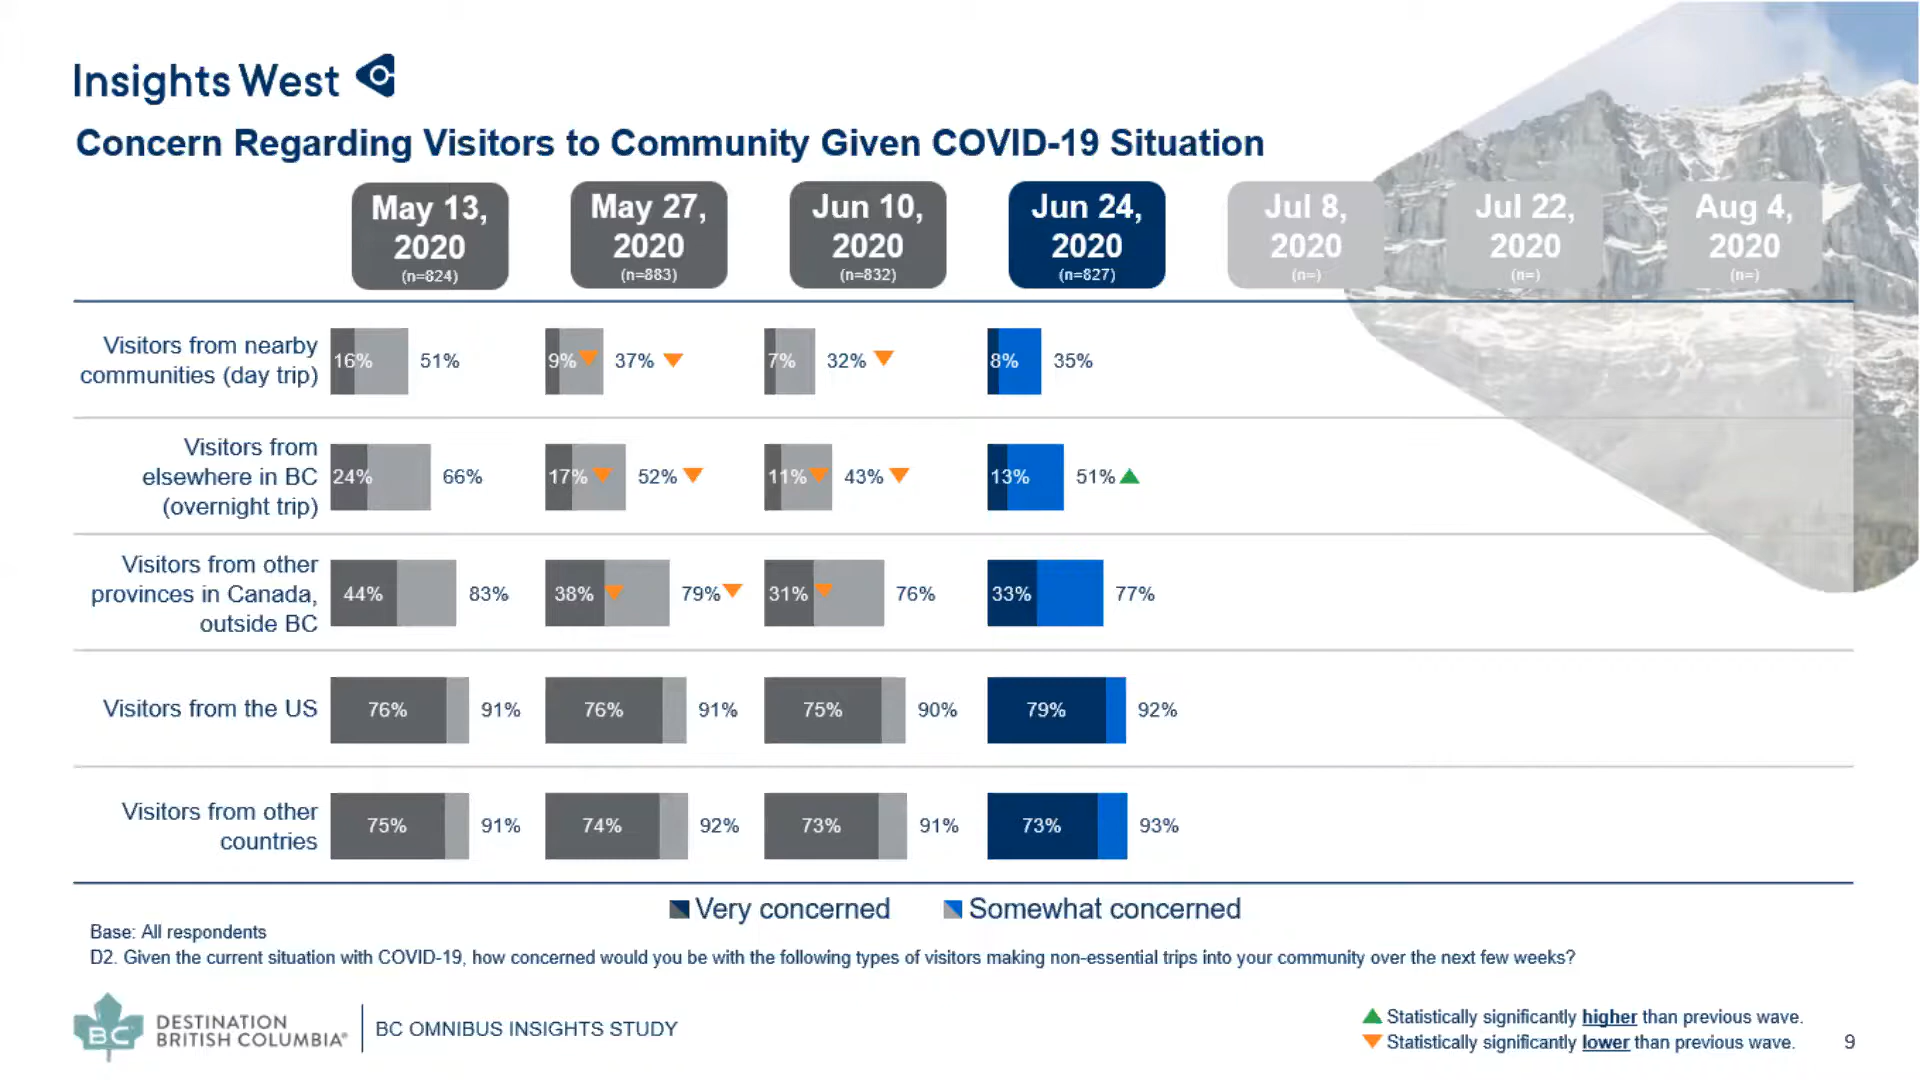 Insights West
Concern Regarding Visitors to Community Given COVID-19 Situation
May 13,
2020
(n=824)
May 27,
2020
(n=883)
Jun 10,
2020
(n=832)
Jun 24,
2020
(n=827)
Jul 8,
2020
(n=)
Jul 22,
2020
(n=)
Aug 4,
2020
(n=)
Visitors from nearby
communities (day trip)
16% 51% 9% 37% 7% 32% 8% 35%
Visitors from
elsewhere in BC
(overnight trip)
24% 66% 17% 52% 11% 43% 13% 51%
Visitors from other
provinces in Canada,
outside BC
44% 83% 38% 79% 31% 76% 33% 77%
Visitors from the US
76% 91% 76% 91% 75% 90% 79% 92%
Visitors from other
countries
75% 91% 74% 92% 73% 91% 73% 93%
Very concerned Somewhat concerned
Base: All respondents
D2. Given the current situation with COVID-19, how concerned would you be with the following types of visitors making non-essential trips into your community over the next few weeks?
BC
DESTINATION
BRITISH COLUMBIA®
BC OMNIBUS INSIGHTS STUDY
Statistically significantly higher than previous wave.
Statistically significantly lower than previous wave.
9